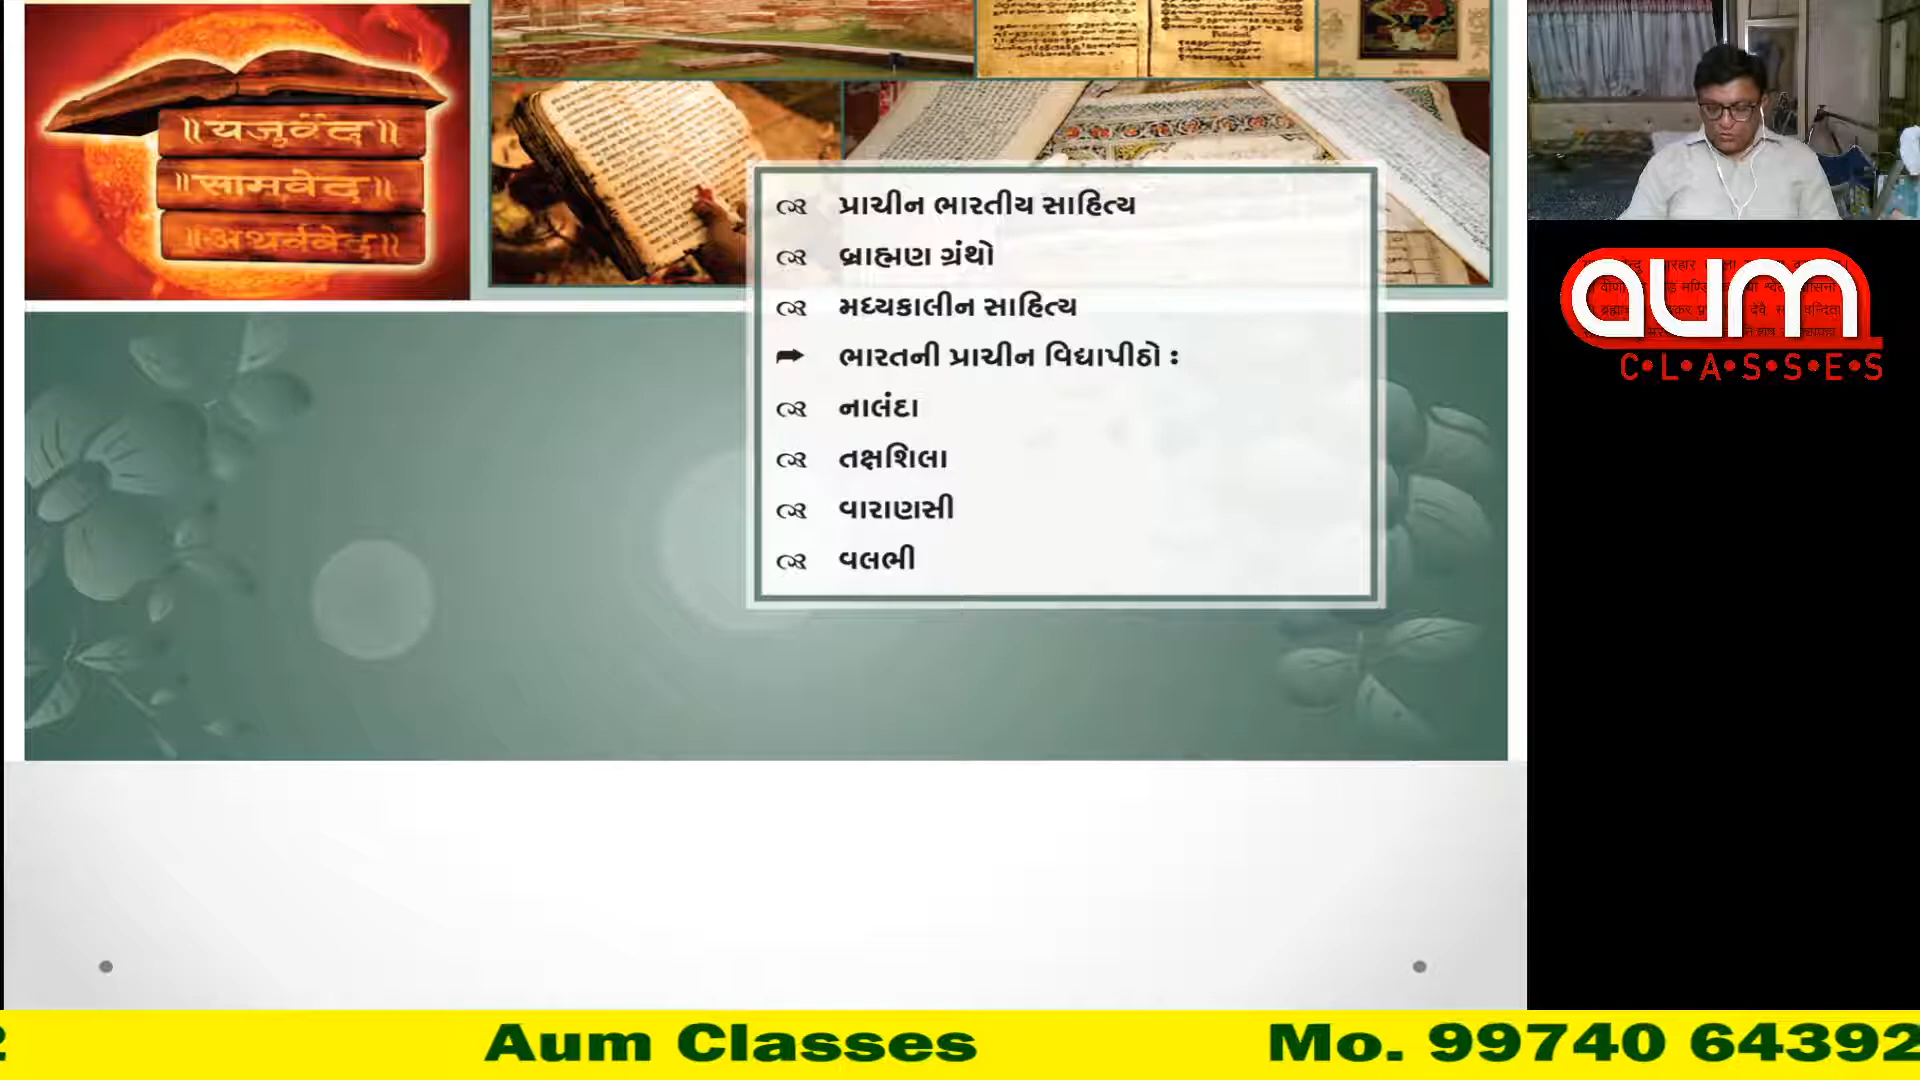 ॥यजुर्वेद॥
॥सामवेद॥
॥अथर्ववेद॥
પ્રાચીન ભારતીય સાહિત્ય
બ્રાહ્મણ ગ્રંથો
મધ્યકાલીન સાહિત્ય
ભારતની પ્રાચીન વિદ્યાપીઠો :
નાલંદા
તક્ષશિલા
વારાણસી
વલભી
aum
C•L•A•S•S•E•S
2 Aum Classes Mo. 99740 64392